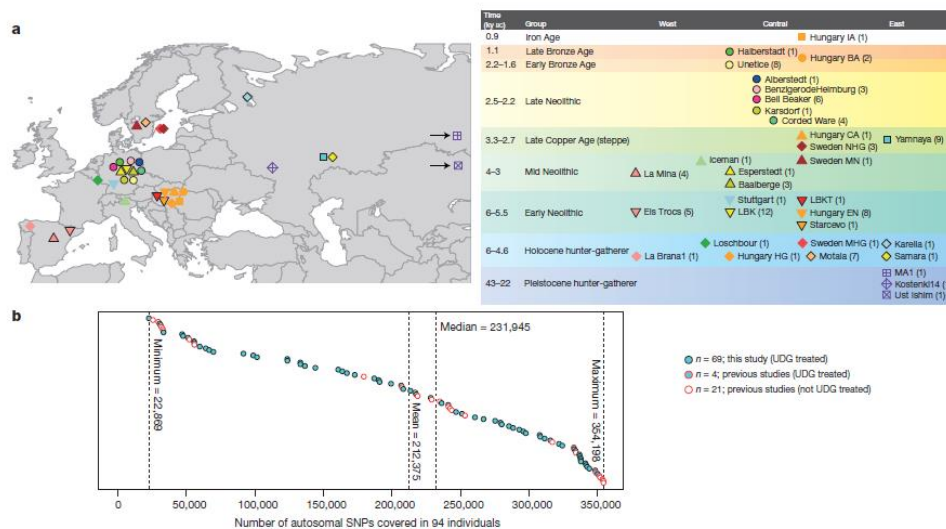 a
Time
(ky BC)
Group
West
Central
East
0.9
Iron Age
Hungary IA (1)
1.1
Late Bronze Age
Halberstadt (1)
Hungary BA (2)
2.2–1.6
Early Bronze Age
Unetice (8)
2.5–2.2
Late Neolithic
Alberstedt (1)
BenzigerodeHeimburg (3)
Bell Beaker (6)
Karsdorf (1)
Corded Ware (4)
3.3–2.7
Late Copper Age (steppe)
Hungary CA (1)
Sweden NHG (3)
Yamnaya (9)
4–3
Mid Neolithic
La Mina (4)
Iceman (1)
Esperstedt (1)
Baalberge (3)
Sweden MN (1)
6–5.5
Early Neolithic
Els Trocs (5)
Stuttgart (1)
LBK (12)
LBKT (1)
Hungary EN (8)
Starcevo (1)
6–4.6
Holocene hunter-gatherer
La Brana1 (1)
Loschbour (1)
Hungary HG (1)
Sweden MHG (1)
Motala (7)
Karelia (1)
Samara (1)
43–22
Pleistocene hunter-gatherer
MA1 (1)
Kostenki14 (1)
Ust Ishim (1)
b
Minimum = 22,869
Mean = 212,375
Median = 231,945
Maximum = 354,198
n = 69; this study (UDG treated)
n = 4; previous studies (UDG treated)
n = 21; previous studies (not UDG treated)
0
50,000
100,000
150,000
200,000
250,000
300,000
350,000
Number of autosomal SNPs covered in 94 individuals